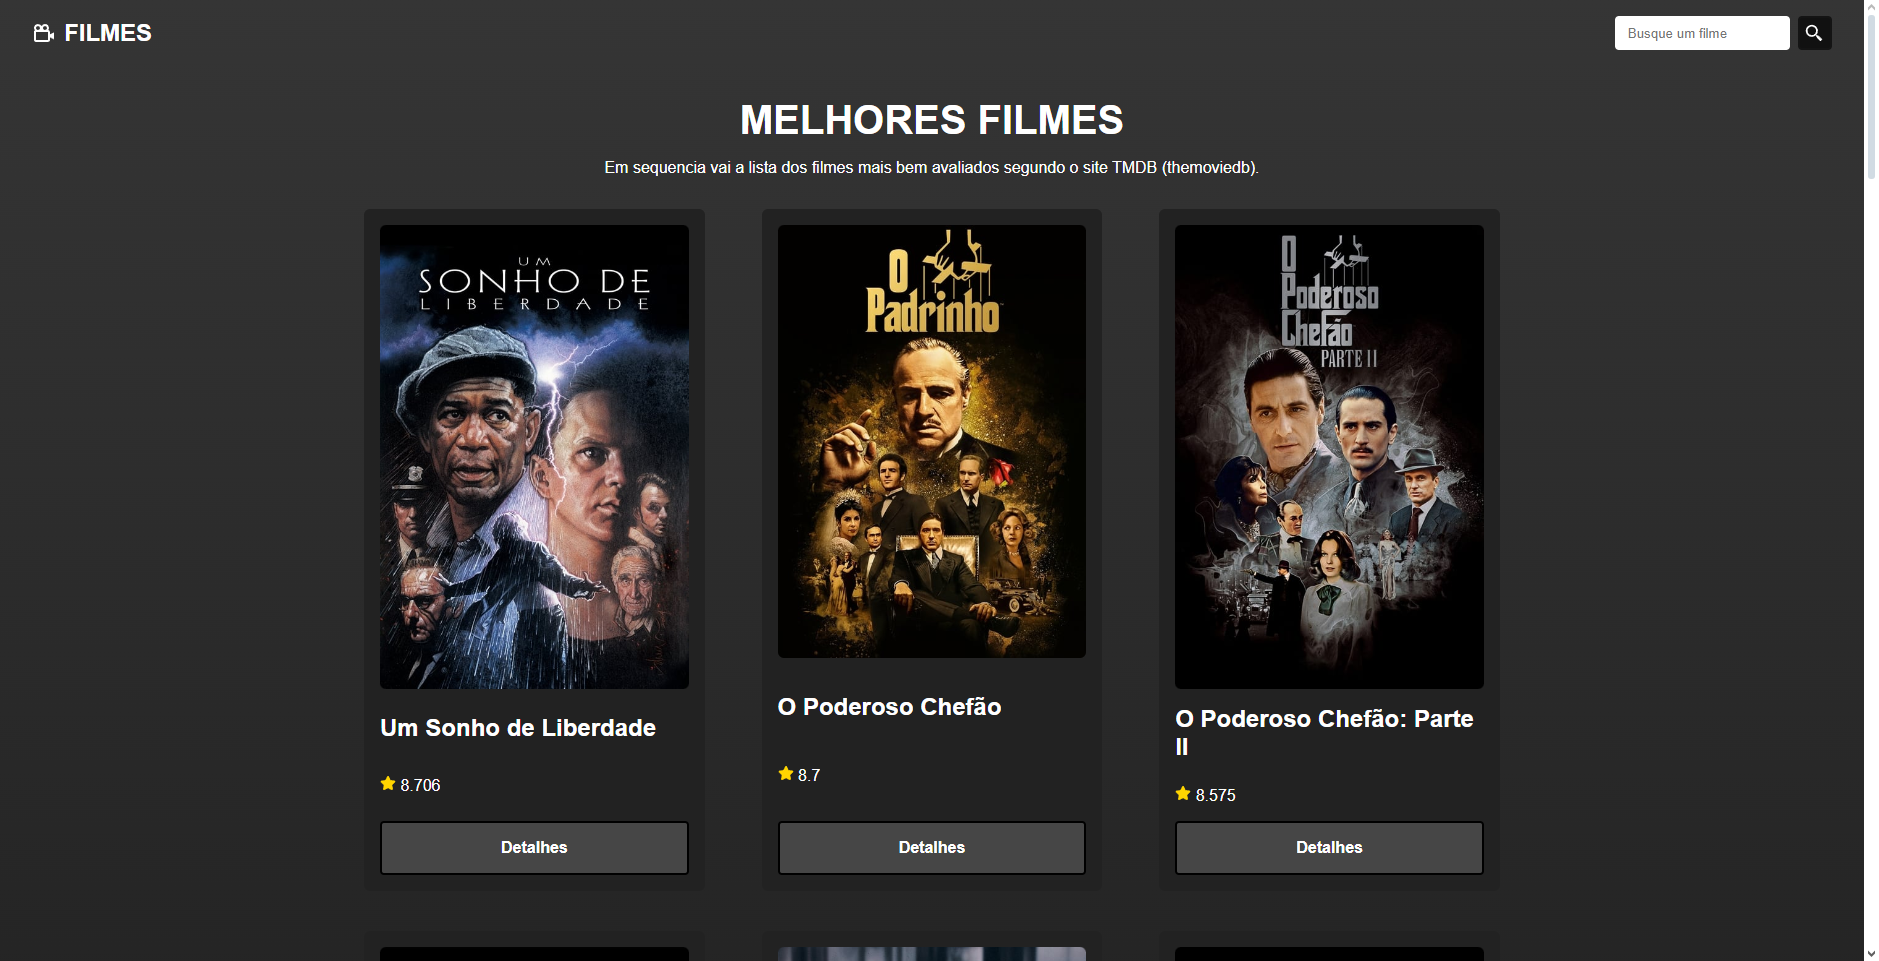 FILMES
Busque um filme
MELHORES FILMES
Em sequencia vai a lista dos filmes mais bem avaliados segundo o site TMDB (themoviedb).
UM
SONHO DE
LIBERDADE
O
Padrinho
O
Poderoso
Chefão
PARTE II
Um Sonho de Liberdade
8.706
Detalhes
O Poderoso Chefão
8.7
Detalhes
O Poderoso Chefão: Parte
II
8.575
Detalhes